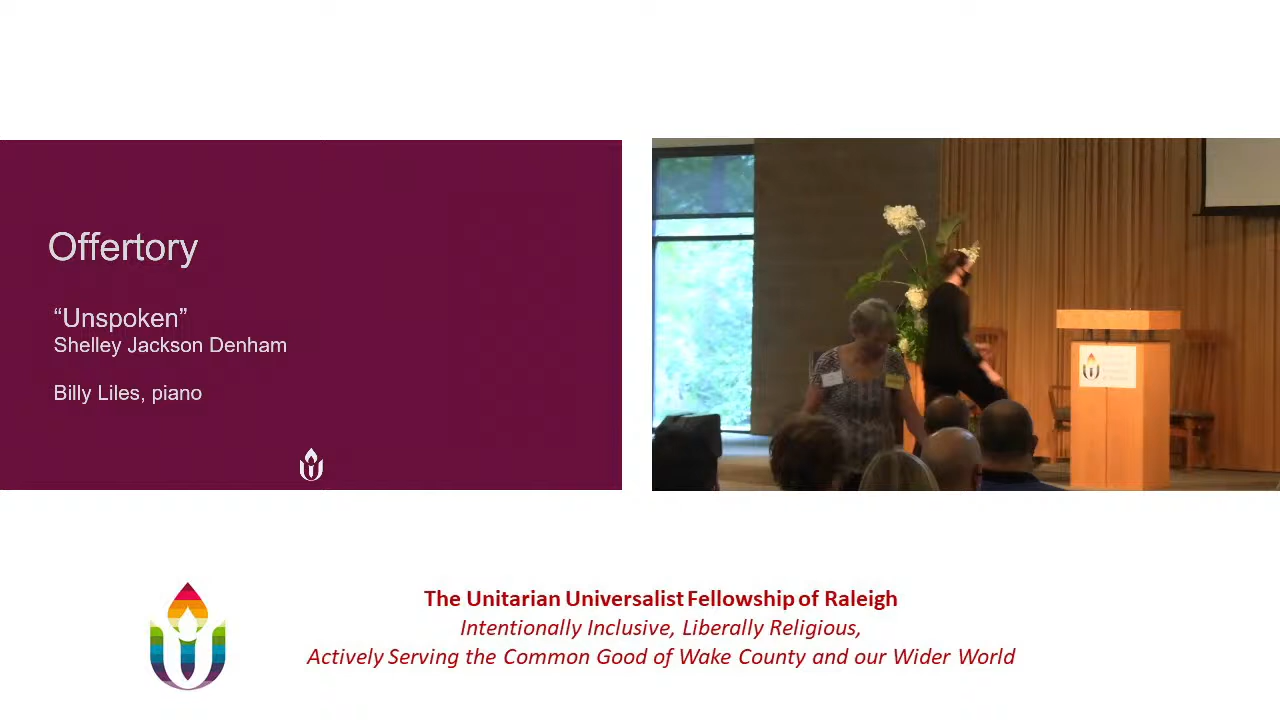 Offertory
“Unspoken”
Shelley Jackson Denham
Billy Liles, piano
The Unitarian Universalist Fellowship of Raleigh
Intentionally Inclusive, Liberally Religious,
Actively Serving the Common Good of Wake County and our Wider World